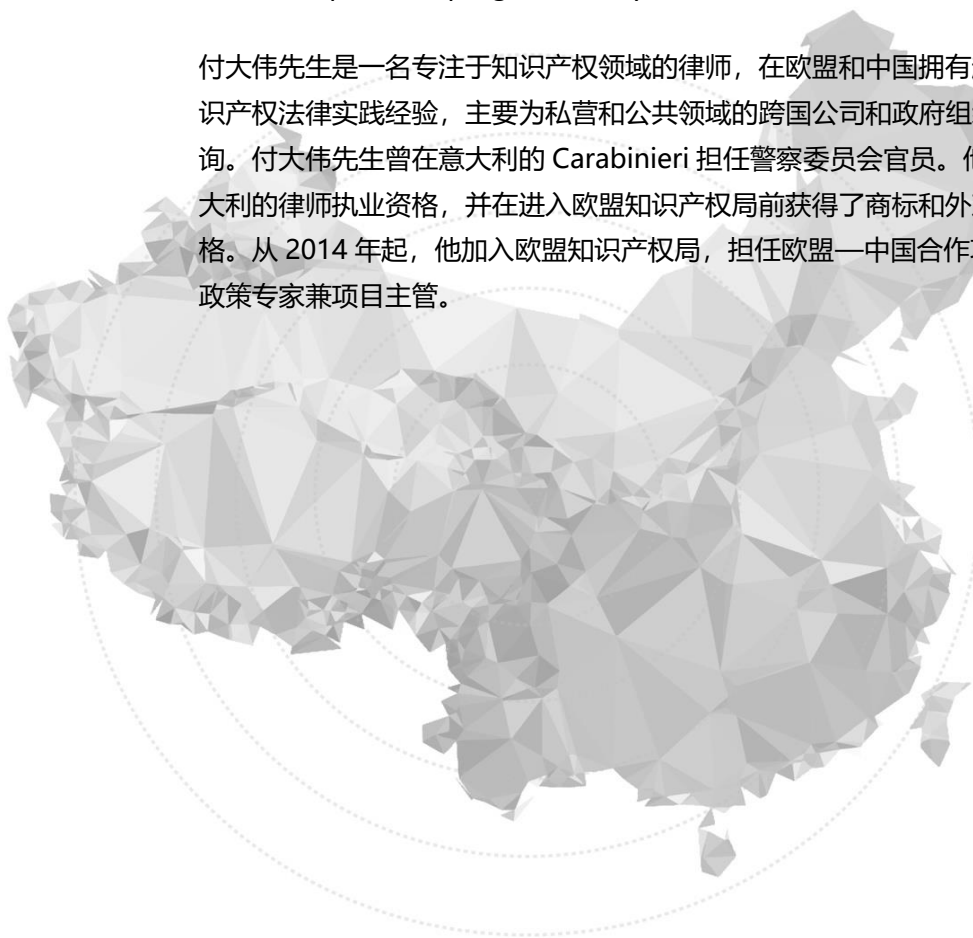 付大伟先生是一名专注于知识产权领域的律师，在欧盟和中国拥有
识产权法律实践经验，主要为私营和公共领域的跨国公司和政府组
询。付大伟先生曾在意大利的 Carabinieri 担任警察委员会官员。
大利的律师执业资格，并在进入欧盟知识产权局前获得了商标和外
格。从 2014 年起，他加入欧盟知识产权局，担任欧盟—中国合作
政策专家兼项目主管。